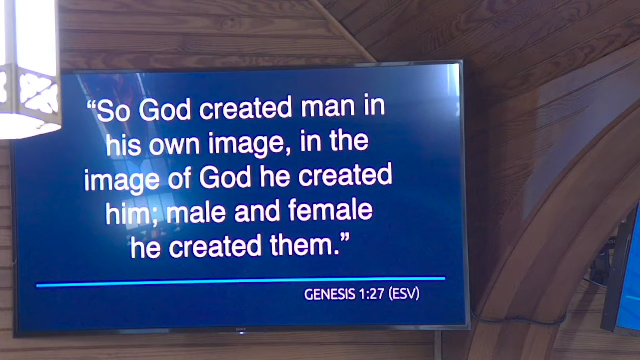 “So God created man in
his own image, in the
image of God he created
him; male and female
he created them.”
GENESIS 1:27 (ESV)